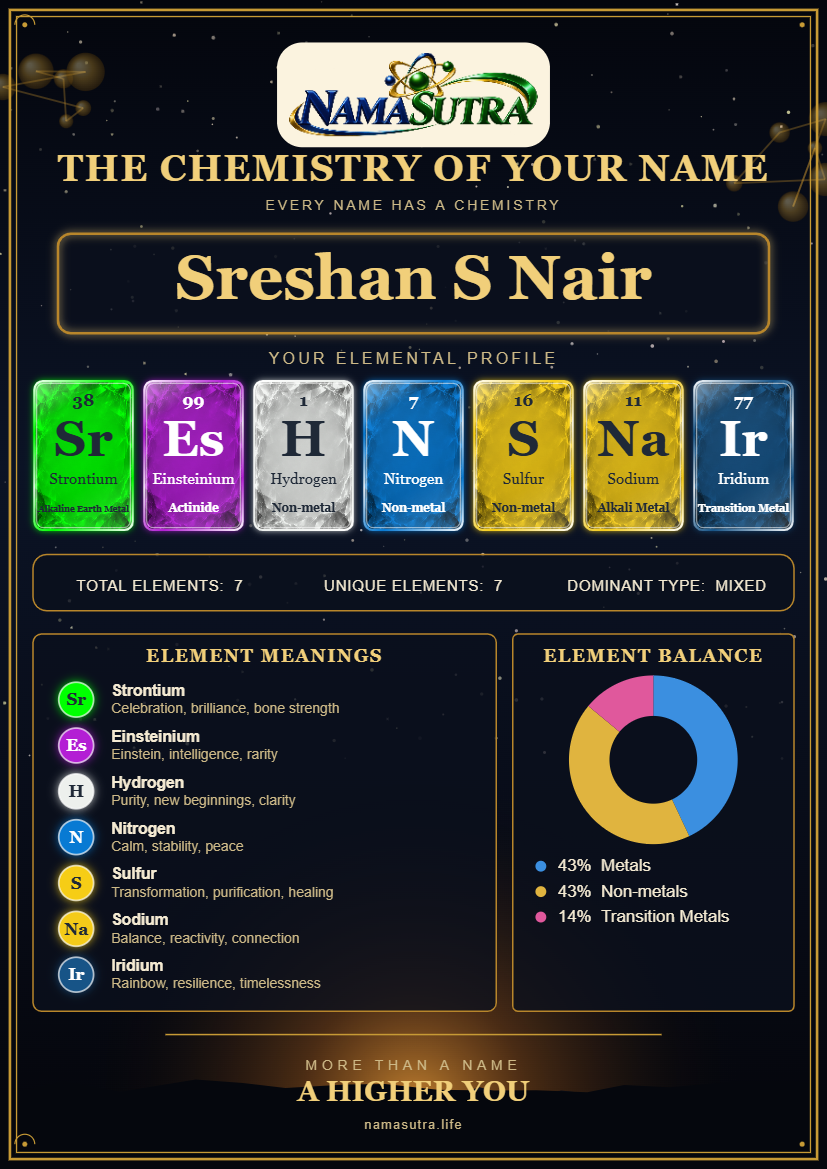 NAMASUTRA
THE CHEMISTRY OF YOUR NAME
EVERY NAME HAS A CHEMISTRY
Sreshan S Nair
YOUR ELEMENTAL PROFILE
38
Sr
Strontium
Alkaline Earth Metal
99
Es
Einsteinium
Actinide
1
H
Hydrogen
Non-metal
7
N
Nitrogen
Non-metal
16
S
Sulfur
Non-metal
11
Na
Sodium
Alkali Metal
77
Ir
Iridium
Transition Metal
TOTAL ELEMENTS: 7
UNIQUE ELEMENTS: 7
DOMINANT TYPE: MIXED
ELEMENT MEANINGS
Sr
Strontium
Celebration, brilliance, bone strength
Es
Einsteinium
Einstein, intelligence, rarity
H
Hydrogen
Purity, new beginnings, clarity
N
Nitrogen
Calm, stability, peace
S
Sulfur
Transformation, purification, healing
Na
Sodium
Balance, reactivity, connection
Ir
Iridium
Rainbow, resilience, timelessness
ELEMENT BALANCE
43% Metals
43% Non-metals
14% Transition Metals
MORE THAN A NAME
A HIGHER YOU
namasutra.life